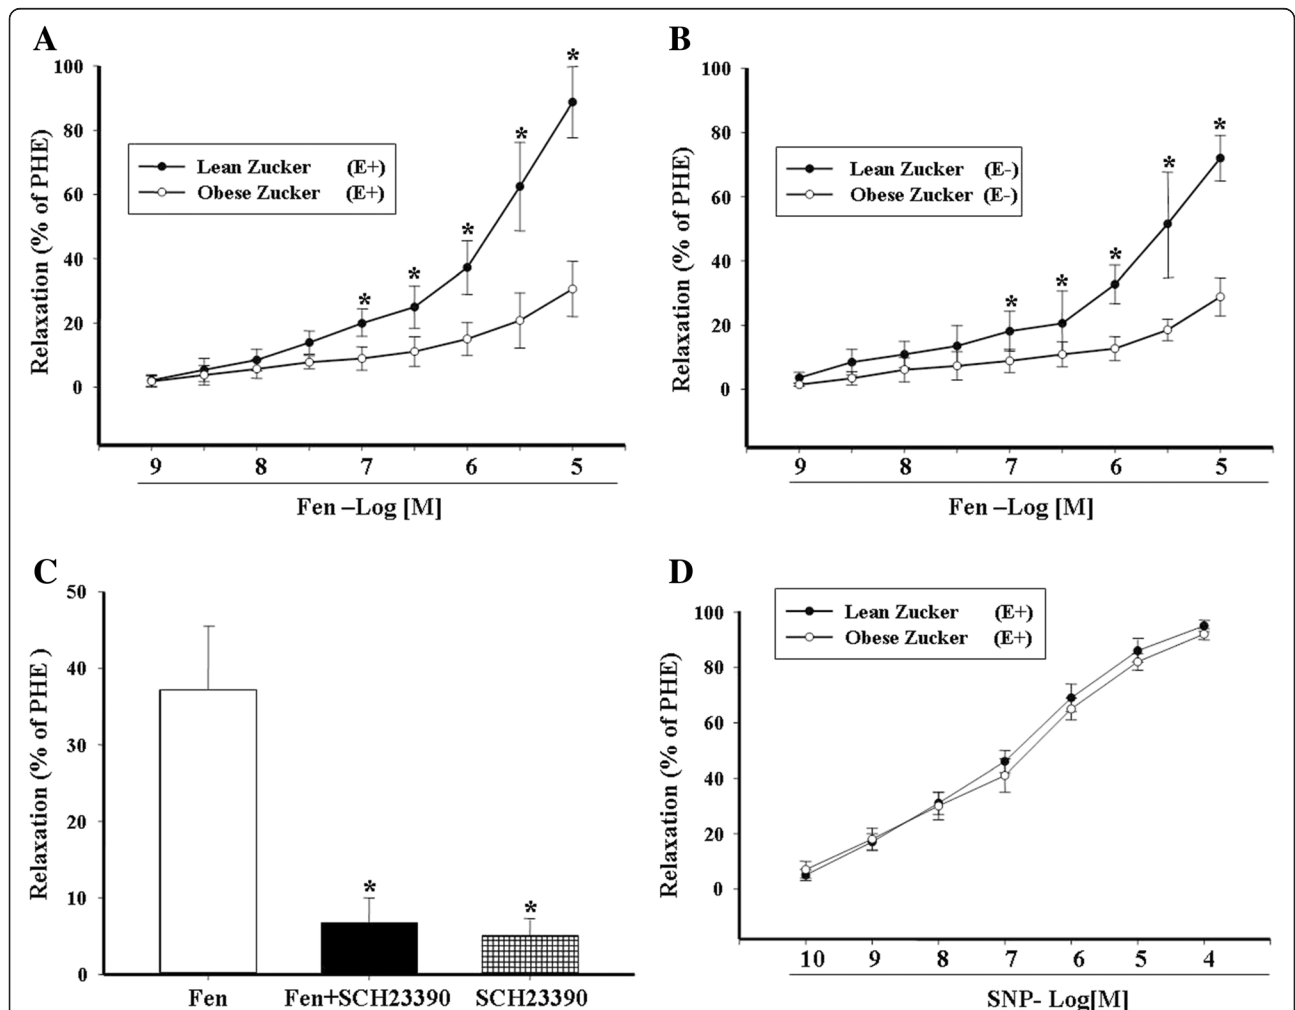 A
*
100
*
80
Lean Zucker (E+)
Obese Zucker (E+)
60
*
*
*
40
20
0
Relaxation (% of PHE)
9 8 7 6 5
Fen –Log [M]
B
100
*
80
*
Lean Zucker (E-)
Obese Zucker (E-)
60
*
*
*
40
20
0
Relaxation (% of PHE)
9 8 7 6 5
Fen –Log [M]
C
50
40
30
20
10
0
*
*
Relaxation (% of PHE )
Fen Fen+SCH23390 SCH23390
D
Lean Zucker (E+)
Obese Zucker (E+)
100
80
60
40
20
0
Relaxation (% of PHE)
10 9 8 7 6 5 4
SNP- Log[M]